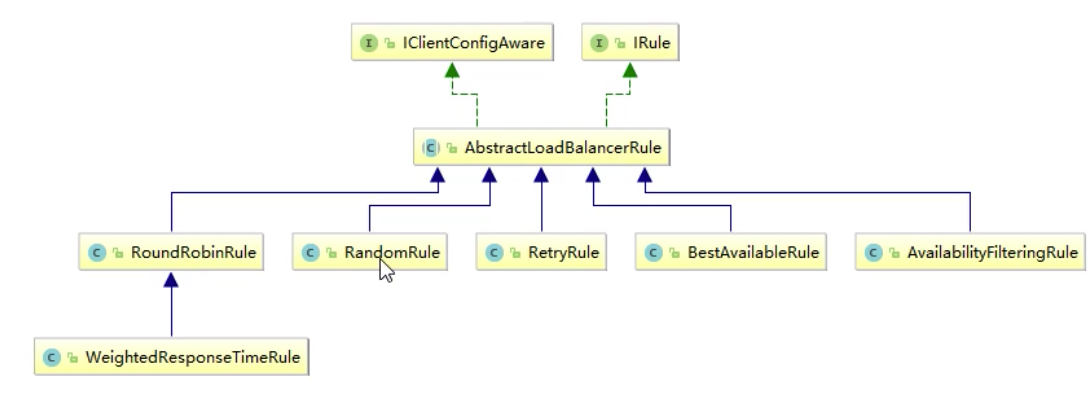 IClientConfigAware
IRule
AbstractLoadBalancerRule
RoundRobinRule
RandomRule
RetryRule
BestAvailableRule
AvailabilityFilteringRule
WeightedResponseTimeRule